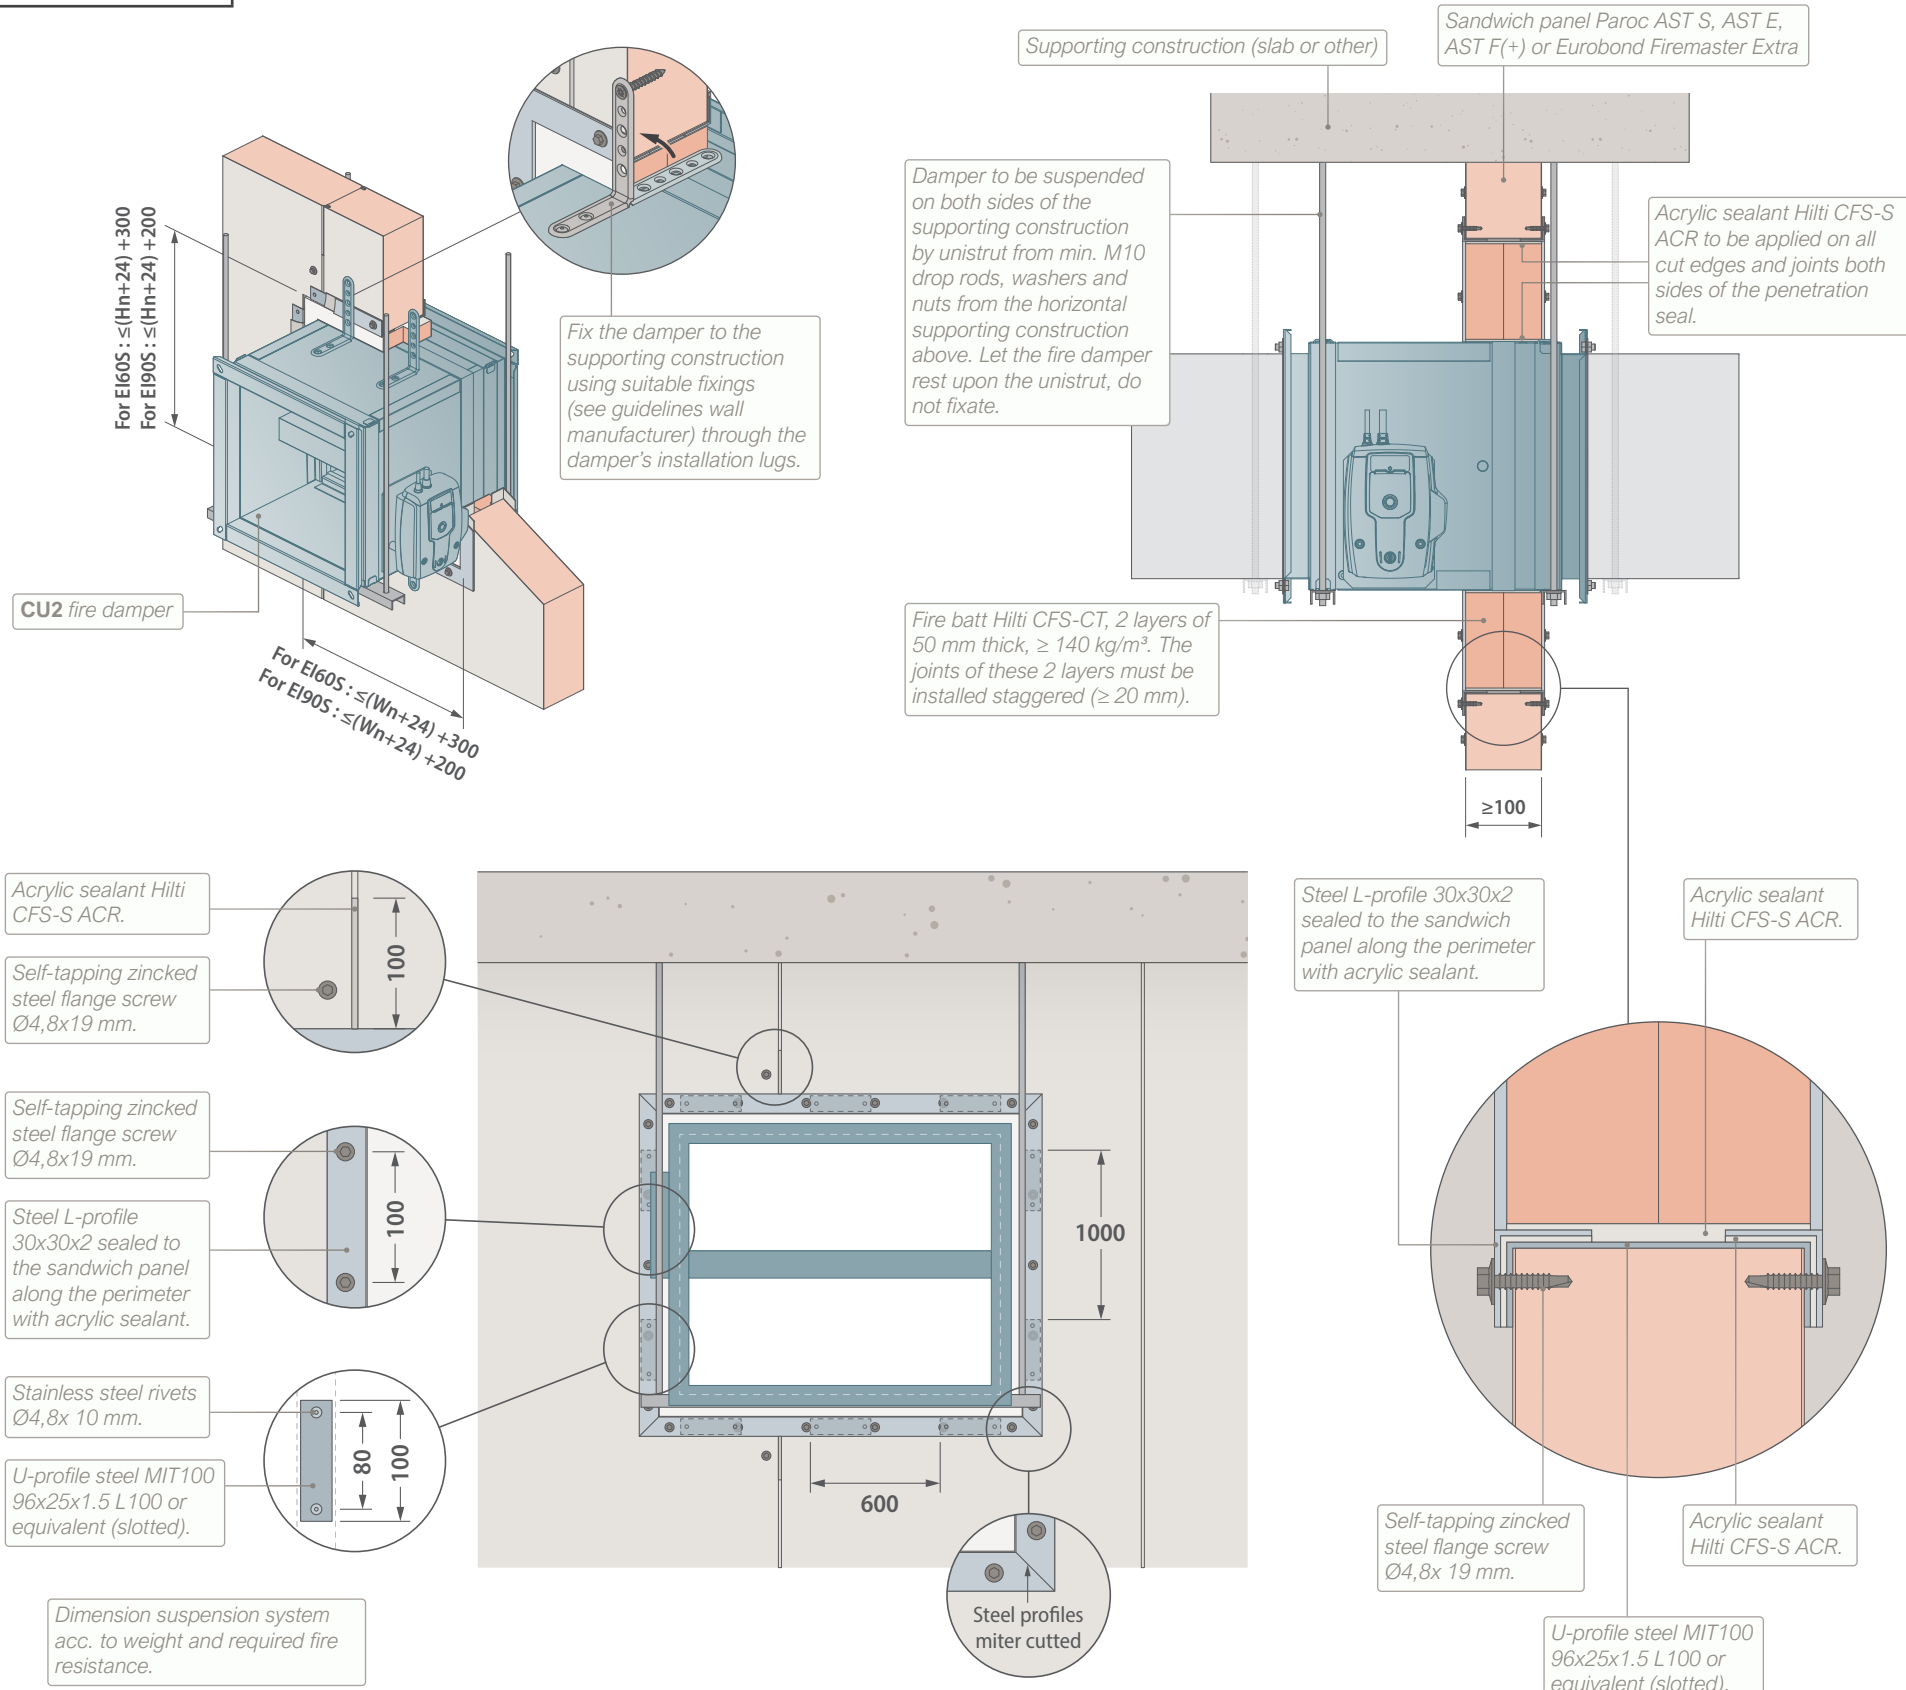 Supporting construction (slab or other)
Sandwich panel Paroc AST S, AST E,
AST F(+) or Eurobond Firemaster Extra
For EI60S : ≤(Hn+24) +300
For EI90S : ≤(Hn+24) +200
Damper to be suspended
on both sides of the
supporting construction
by unistrut from min. M10
drop rods, washers and
nuts from the horizontal
supporting construction
above. Let the fire damper
rest upon the unistrut, do
not fixate.
Acrylic sealant Hilti CFS-S
ACR to be applied on all
cut edges and joints both
sides of the penetration
seal.
Fix the damper to the
supporting construction
using suitable fixings
(see guidelines wall
manufacturer) through the
damper's installation lugs.
CU2 fire damper
For EI60S : ≤(Wn+24) +300
For EI90S : ≤(Wn+24) +200
Fire batt Hilti CFS-CT, 2 layers of
50 mm thick, ≥ 140 kg/m³. The
joints of these 2 layers must be
installed staggered (≥ 20 mm).
≥100
Acrylic sealant Hilti
CFS-S ACR.
100
Self-tapping zincked
steel flange screw
Ø4,8x19 mm.
Self-tapping zincked
steel flange screw
Ø4,8x19 mm.
100
Steel L-profile
30x30x2 sealed to
the sandwich panel
along the perimeter
with acrylic sealant.
Stainless steel rivets
Ø4,8x 10 mm.
80
100
U-profile steel MIT100
96x25x1.5 L100 or
equivalent (slotted).
Dimension suspension system
acc. to weight and required fire
resistance.
1000
600
Steel profiles
miter cutted
Steel L-profile 30x30x2
sealed to the sandwich
panel along the perimeter
with acrylic sealant.
Acrylic sealant
Hilti CFS-S ACR.
Self-tapping zincked
steel flange screw
Ø4,8x 19 mm.
Acrylic sealant
Hilti CFS-S ACR.
U-profile steel MIT100
96x25x1.5 L100 or
equivalent (slotted).